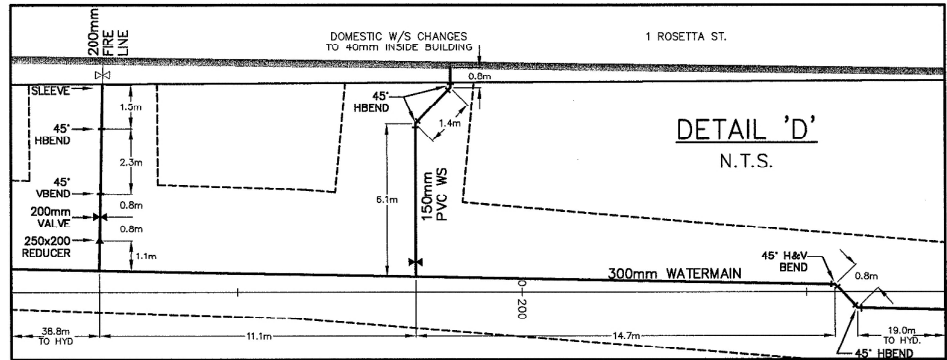 200mm
FIRE
LINE
DOMESTIC W/S CHANGES
TO 40mm INSIDE BUILDING
1 ROSETTA ST.
0.8m
SLEEVE
1.5m
45°
HBEND
45°
HBEND
1.4m
DETAIL 'D'
N.T.S.
2.3m
45°
VBEND
0.8m
200mm
VALVE
0.8m
250x200
REDUCER
1.1m
6.1m
150mm
PVC WS
300mm WATERMAIN
45° H&V
BEND
0.8m
0+200
38.8m
TO HYD
11.1m
14.7m
19.0m
TO HYD.
45° HBEND